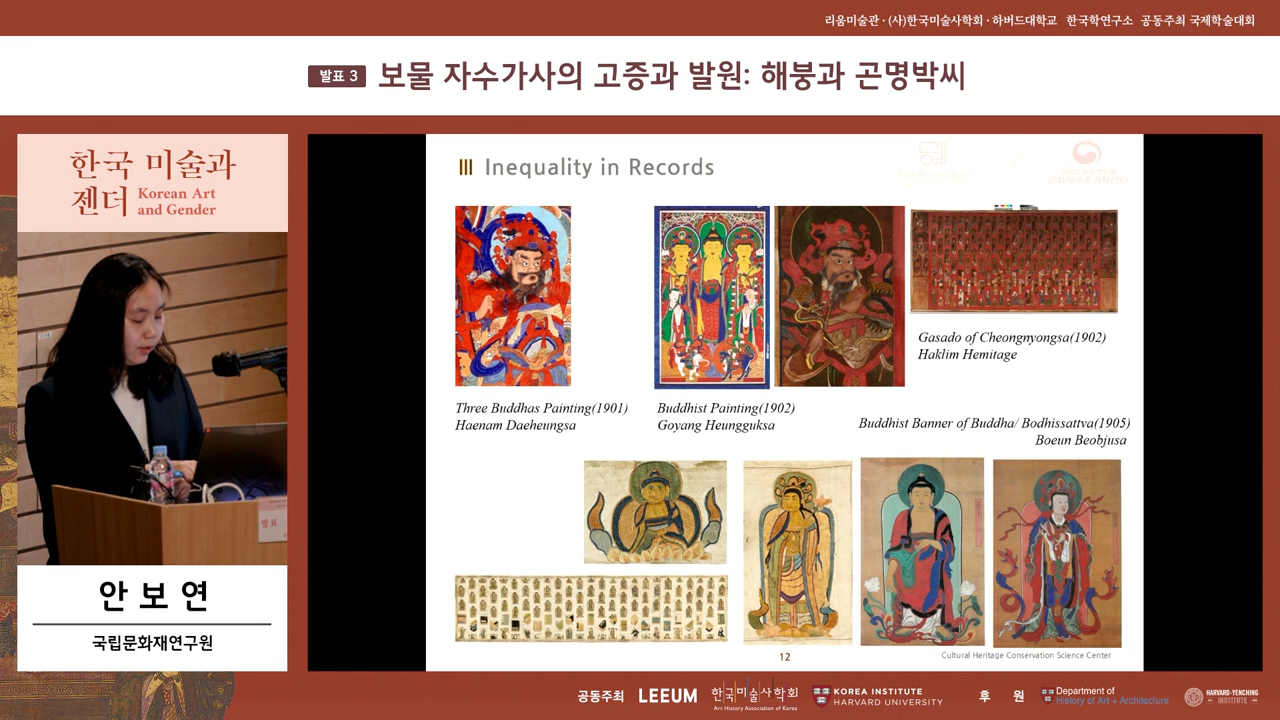 리움미술관 · (사)한국미술사학회 · 하버드대학교 한국학연구소 공동주최 국제학술대회
발표 3 보물 자수가사의 고증과 발원: 해붕과 곤명박씨
한국 미술과
젠더 Korean Art
and Gender
III Inequality in Records
Three Buddhas Painting(1901)
Haenam Daeheungsa
Buddhist Painting(1902)
Goyang Heungguksa
Gasado of Cheongnyongsa(1902)
Haklim Hemitage
Buddhist Banner of Buddha/ Bodhissattva(1905)
Boeun Beobjusa
12
Cultural Heritage Conservation Science Center
발표
안보연
국립문화재연구원
공동주최
LEEUM
한국미술사학회
Art History Association of Korea
KOREA INSTITUTE
HARVARD UNIVERSITY
후 원
Department of
History of Art + Architecture
HARVARD-YENCHING
INSTITUTE